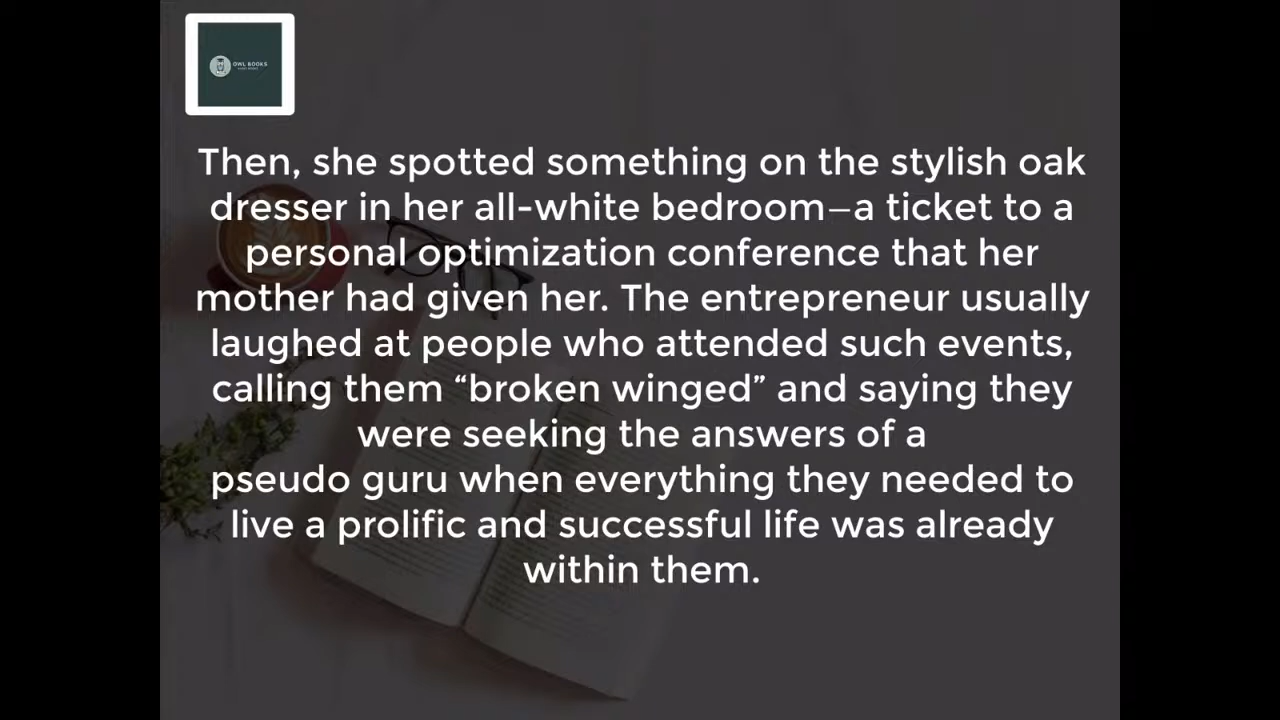 OWL BOOKS
Then, she spotted something on the stylish oak
dresser in her all-white bedroom—a ticket to a
personal optimization conference that her
mother had given her. The entrepreneur usually
laughed at people who attended such events,
calling them “broken winged” and saying they
were seeking the answers of a
pseudo guru when everything they needed to
live a prolific and successful life was already
within them.